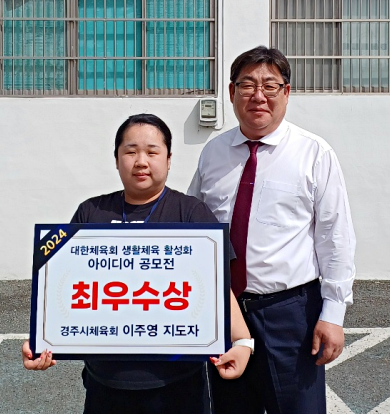 2024
대한체육회 생활체육 활성화
아이디어 공모전
최우수상
경주시체육회 이주영 지도자